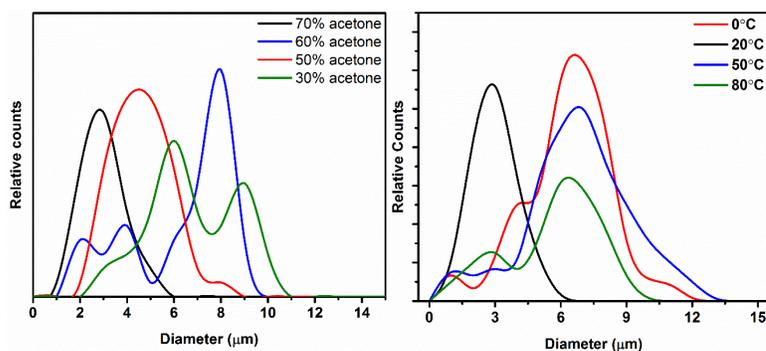 70% acetone
60% acetone
50% acetone
30% acetone
Relative counts
0 2 4 6 8 10 12 14
Diameter (μm)
0°C
20°C
50°C
80°C
Relative Counts
0 3 6 9 12 15
Diameter (μm)